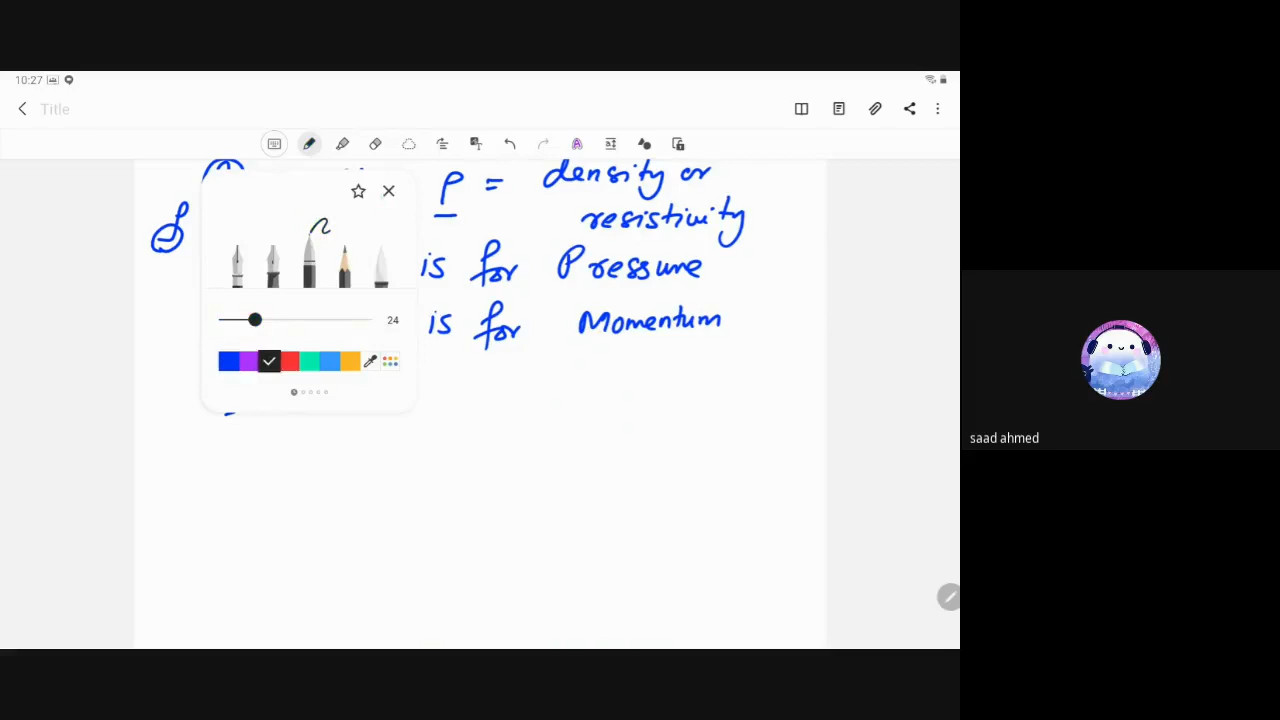 10:27
Title
ρ = density or
resistivity
is for Pressure
24
is for Momentum
saad ahmed